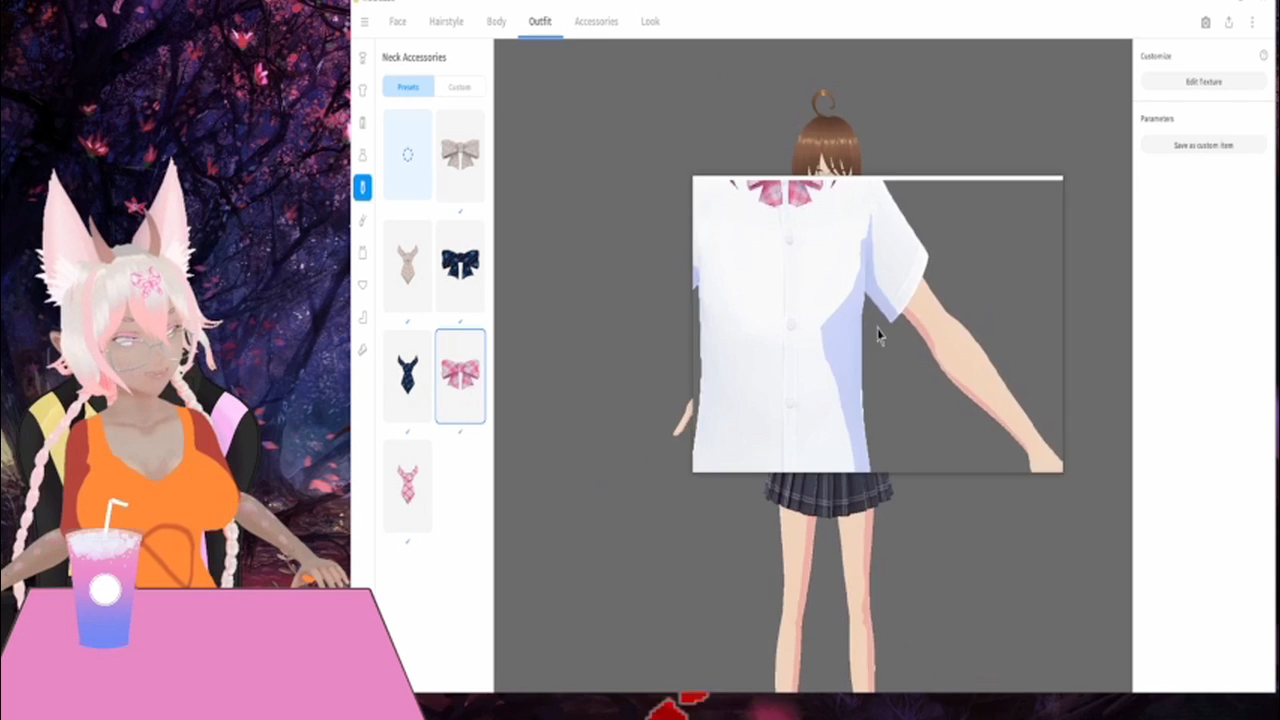 Face Hairstyle Body Outfit Accessories Look
Neck Accessories
Presets Custom
Customize
Edit Texture
Parameters
Save as custom item